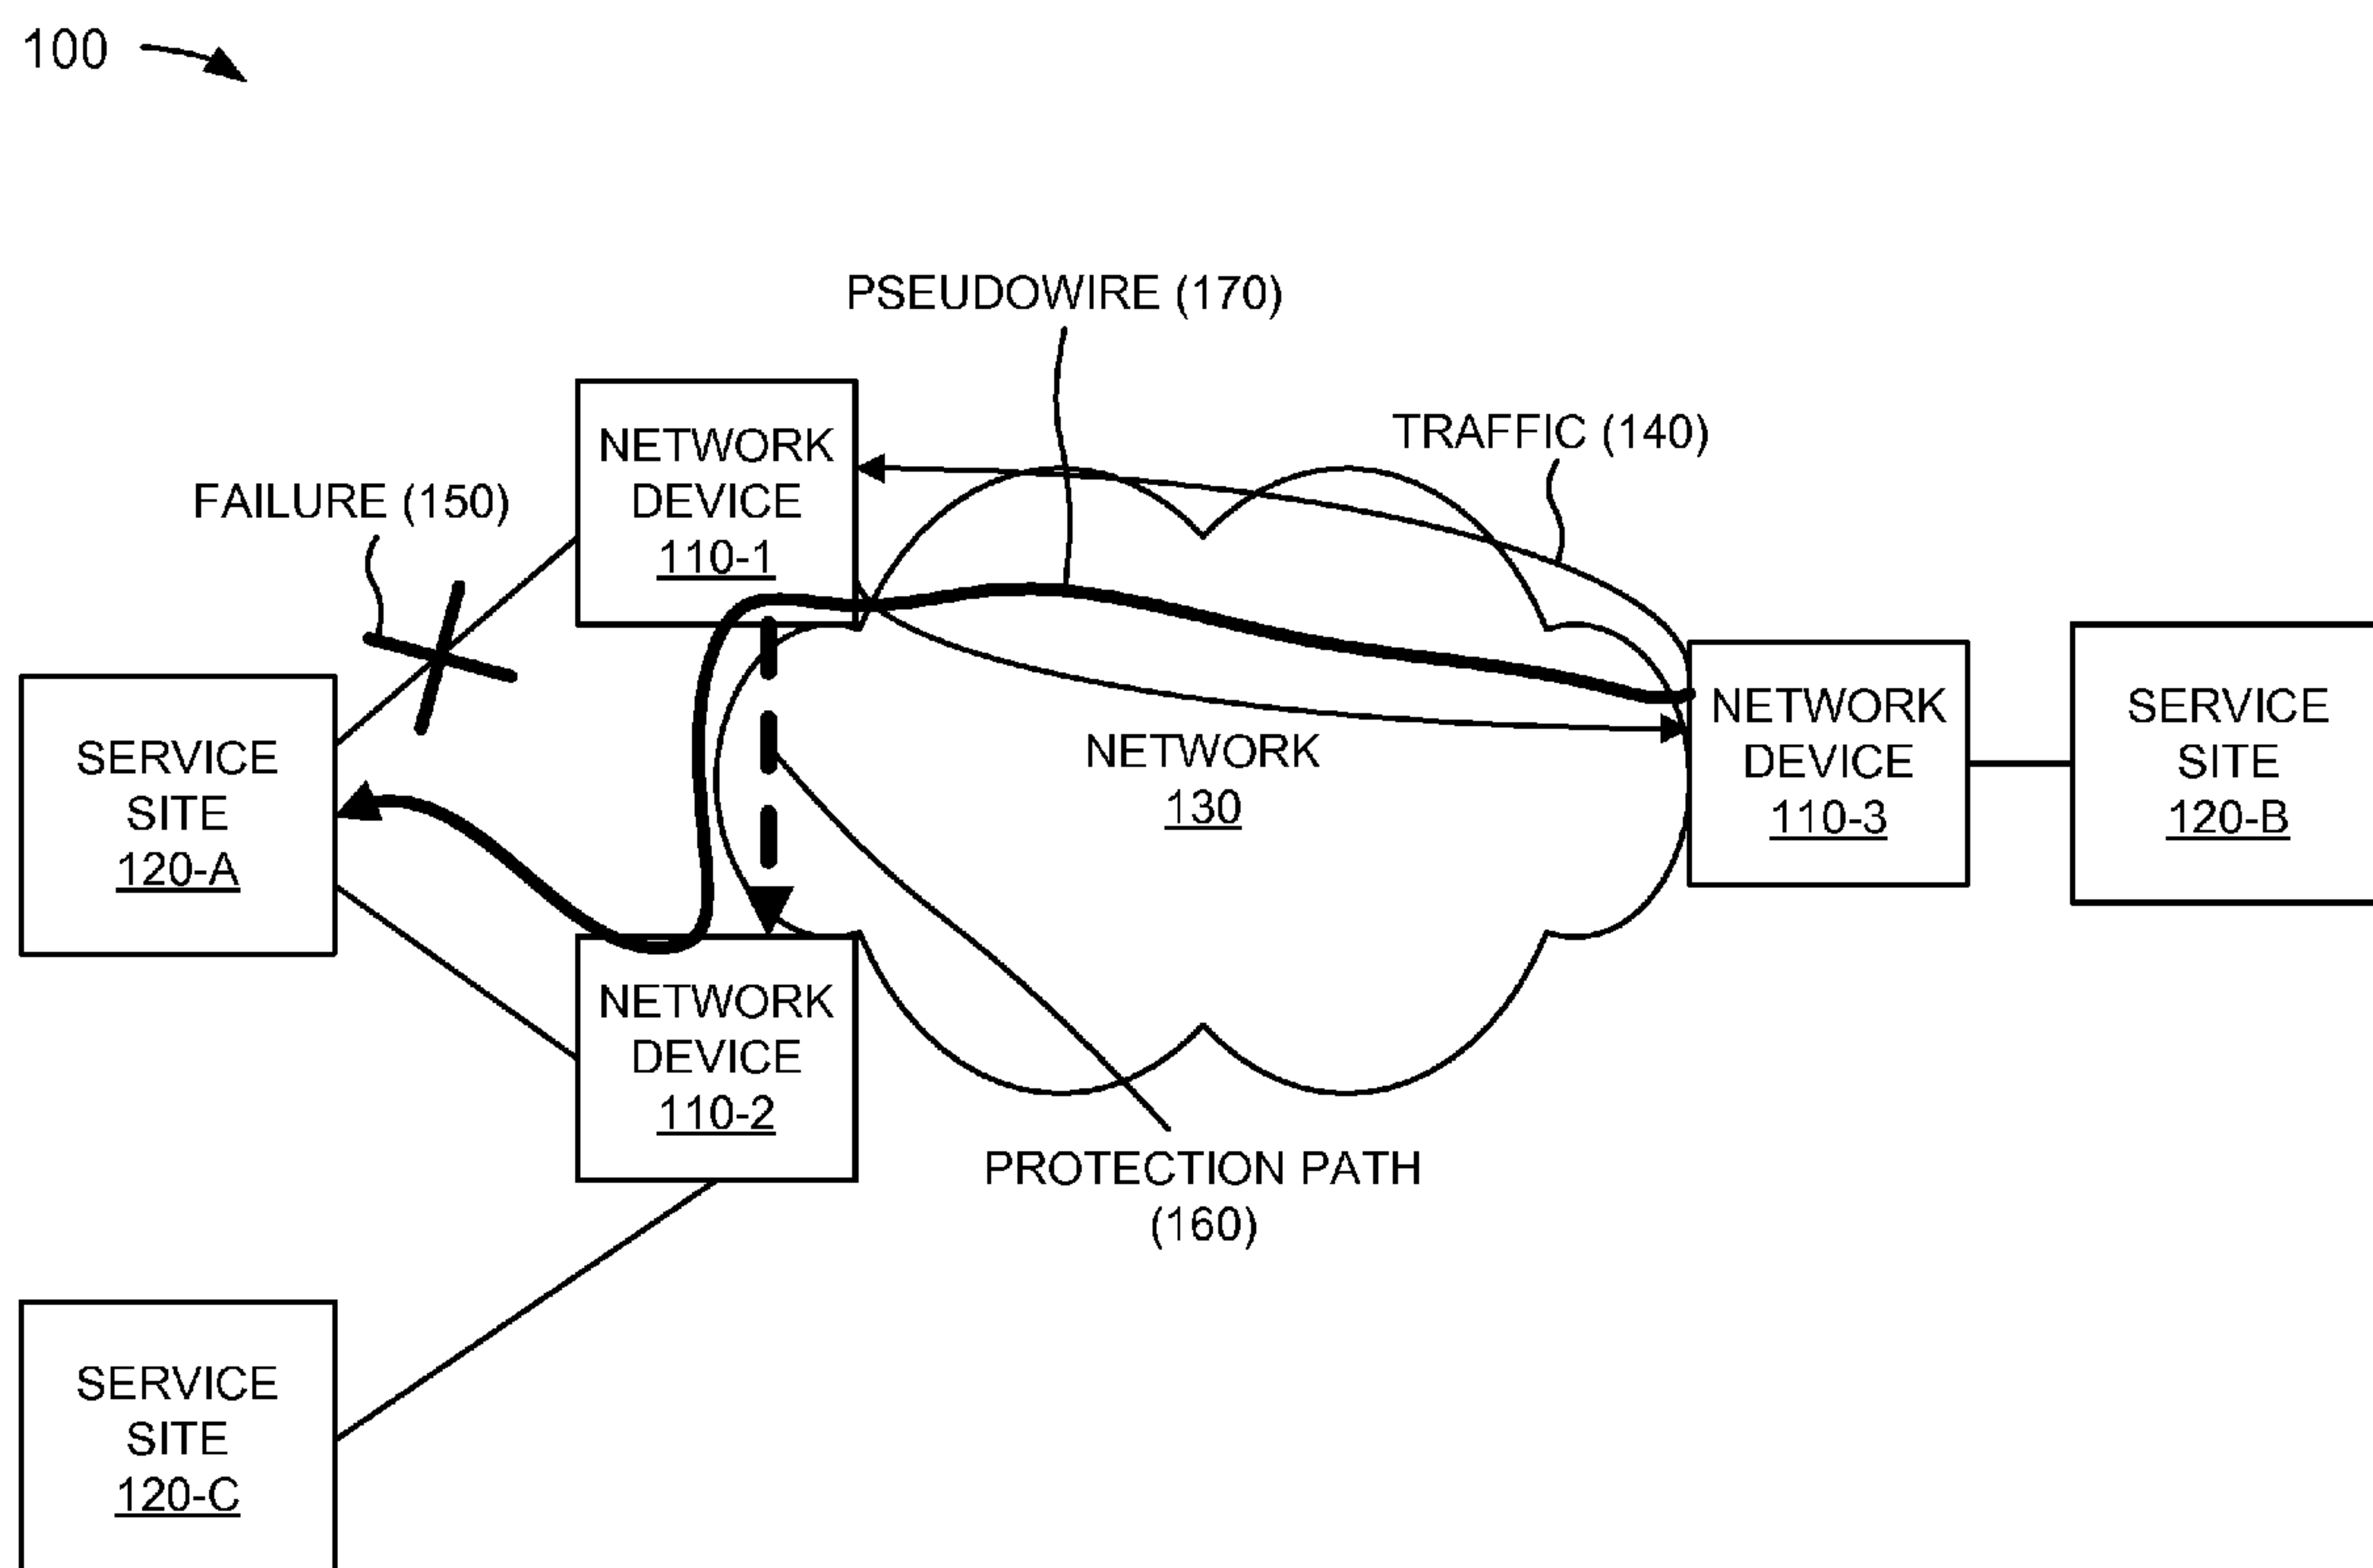 100
PSEUDOWIRE (170)
TRAFFIC (140)
FAILURE (150)
NETWORK
DEVICE
110-1
SERVICE
SITE
120-A
NETWORK
130
NETWORK
DEVICE
110-3
SERVICE
SITE
120-B
NETWORK
DEVICE
110-2
PROTECTION PATH
(160)
SERVICE
SITE
120-C